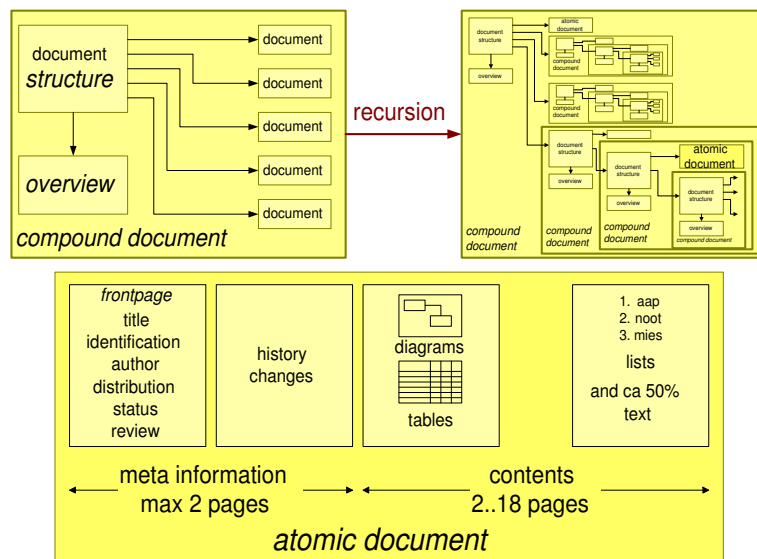 document
structure
overview
document
document
document
document
document
compound document
recursion
document
structure
overview
atomic
document
compound
document
compound
document
compound
document
document
structure
overview
compound
document
document
structure
overview
compound
document
atomic
document
document
structure
overview
compound document
frontpage
title
identification
author
distribution
status
review
history
changes
diagrams
tables
1. aap
2. noot
3. mies
lists
and ca 50%
text
meta information
max 2 pages
contents
2..18 pages
atomic document